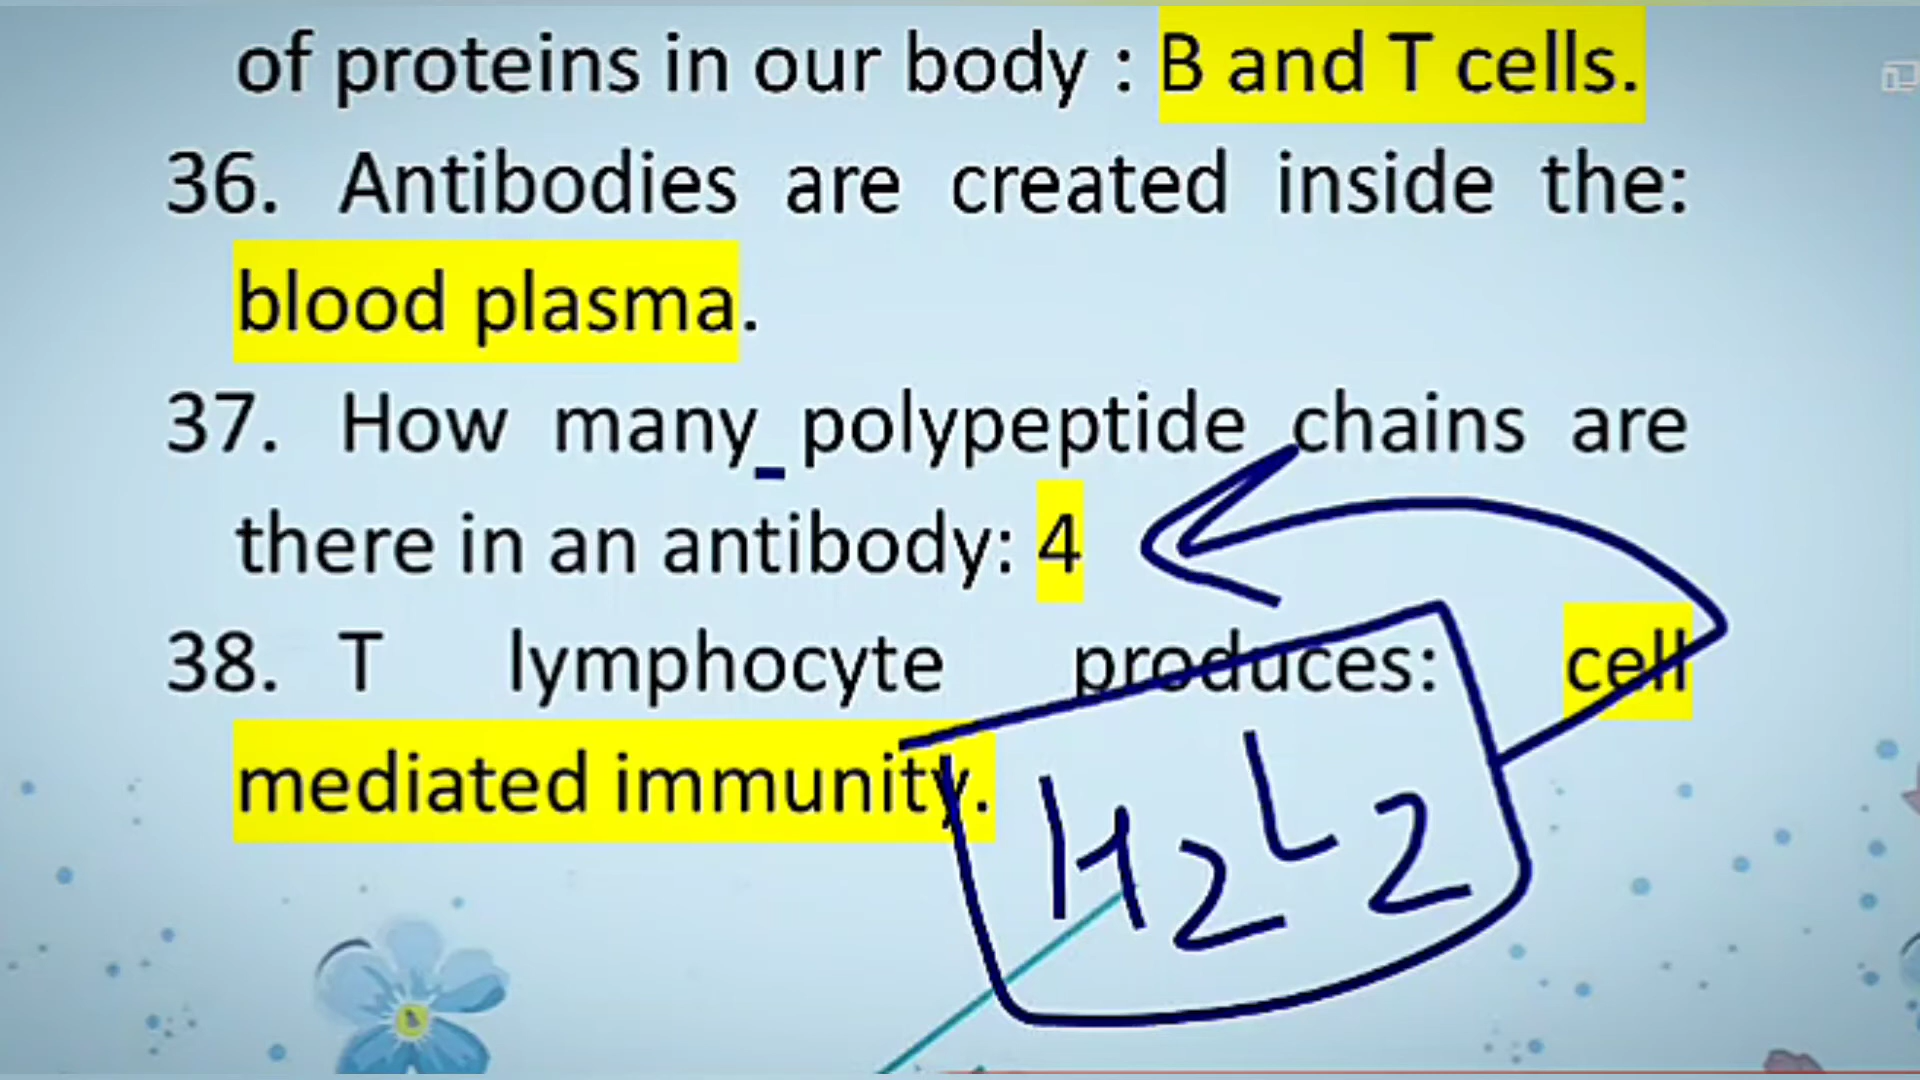 of proteins in our body : B and T cells.
36. Antibodies are created inside the:
blood plasma.
37. How many polypeptide chains are
there in an antibody: 4
38. T lymphocyte produces: cell
mediated immunity.
H2L2